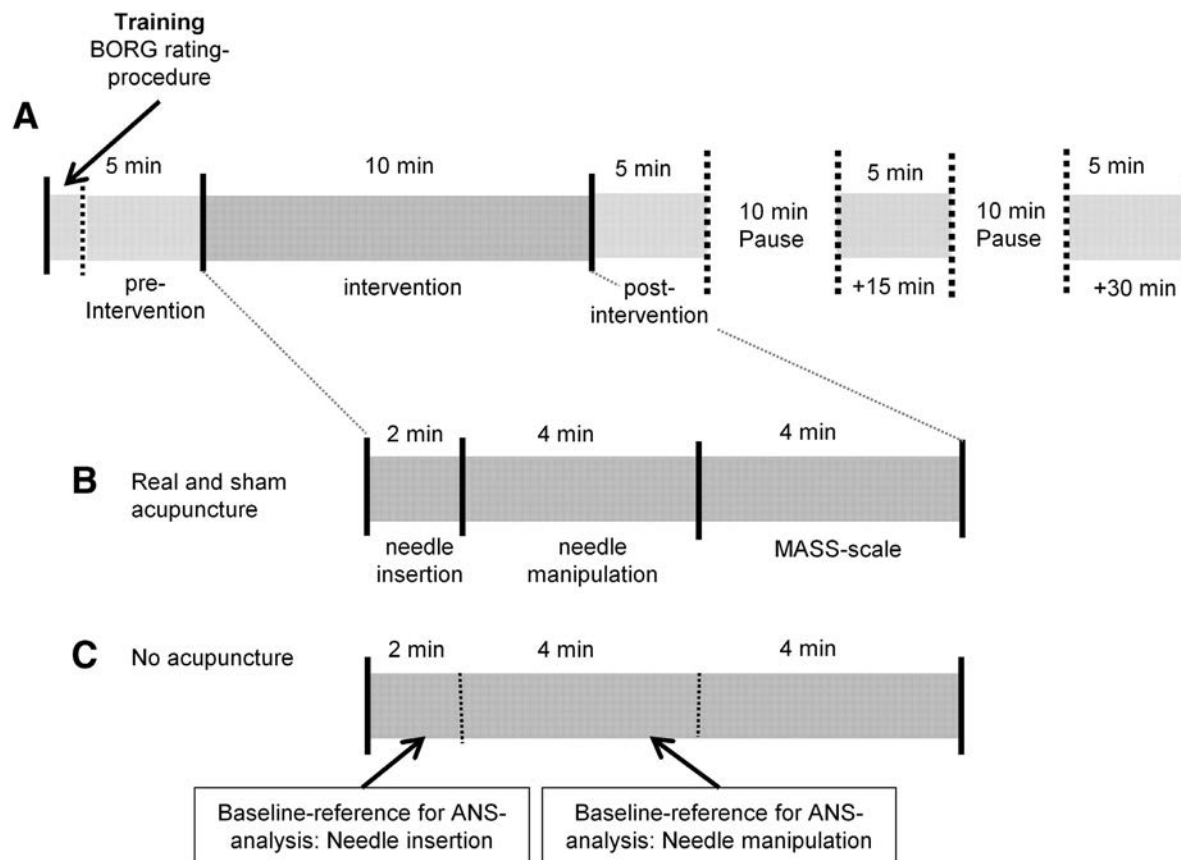 Training
BORG rating-
procedure
A
5 min
10 min
5 min
5 min
5 min
10 min
Pause
10 min
Pause
pre-
Intervention
intervention
post-
intervention
+15 min
+30 min
2 min
4 min
4 min
B
Real and sham
acupuncture
needle
insertion
needle
manipulation
MASS-scale
C
No acupuncture
2 min
4 min
4 min
Baseline-reference for ANS-
analysis: Needle insertion
Baseline-reference for ANS-
analysis: Needle manipulation